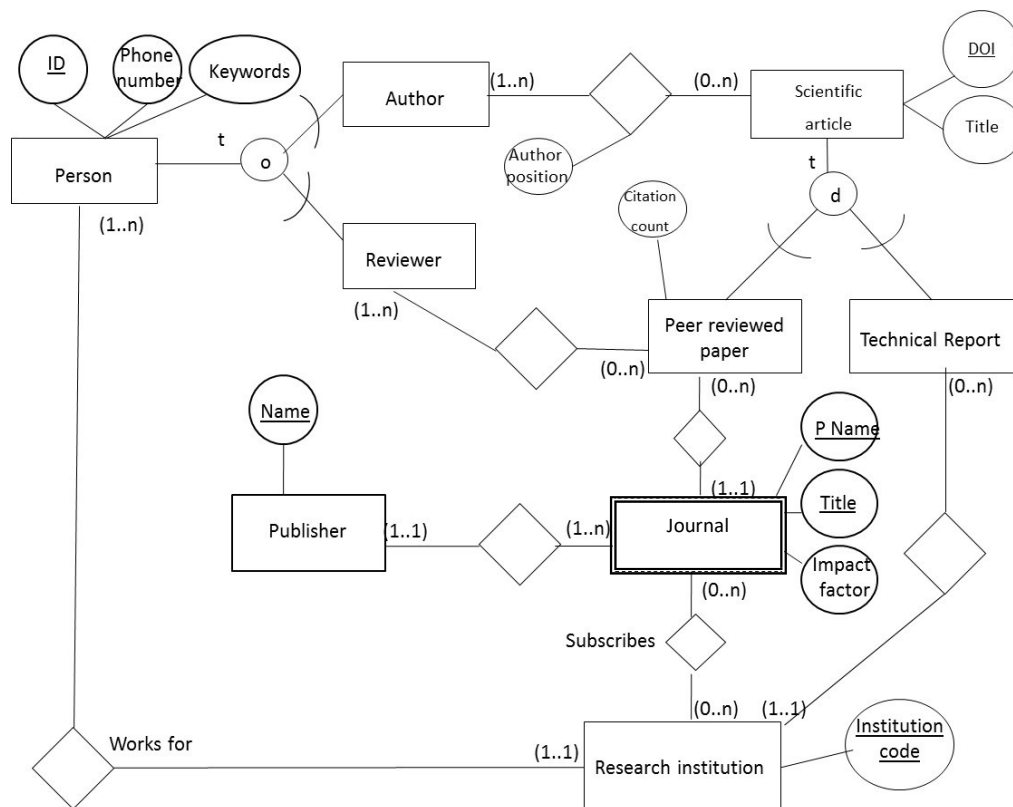 ID
Phone
number
Keywords
Author
(1..n)
(0..n)
Scientific
article
DOI
Title
t
o
Person
(1..n)
Author
position
t
d
Citation
count
Reviewer
(1..n)
Peer reviewed
paper
(0..n)
(0..n)
Technical Report
(0..n)
Name
P Name
Publisher
(1..1)
(1..n)
(1..1)
Journal
Title
Impact
factor
(0..n)
Subscribes
(0..n)
(1..1)
Works for
(1..1)
Research institution
Institution
code